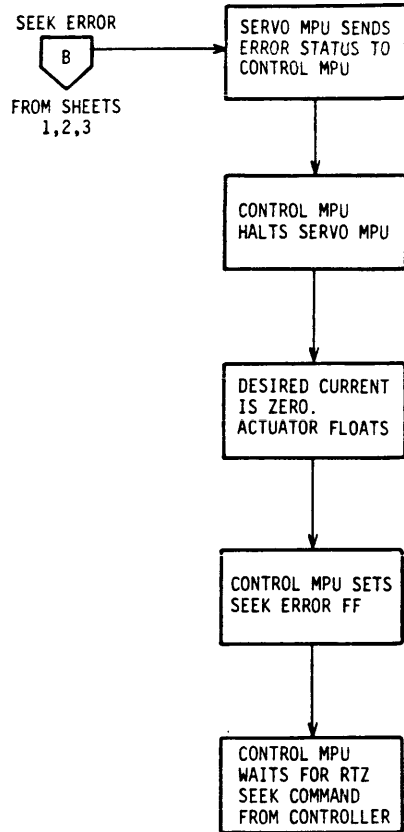 SEEK ERROR
B
FROM SHEETS
1,2,3
SERVO MPU SENDS
ERROR STATUS TO
CONTROL MPU
CONTROL MPU
HALTS SERVO MPU
DESIRED CURRENT
IS ZERO.
ACTUATOR FLOATS
CONTROL MPU SETS
SEEK ERROR FF
CONTROL MPU
WAITS FOR RTZ
SEEK COMMAND
FROM CONTROLLER